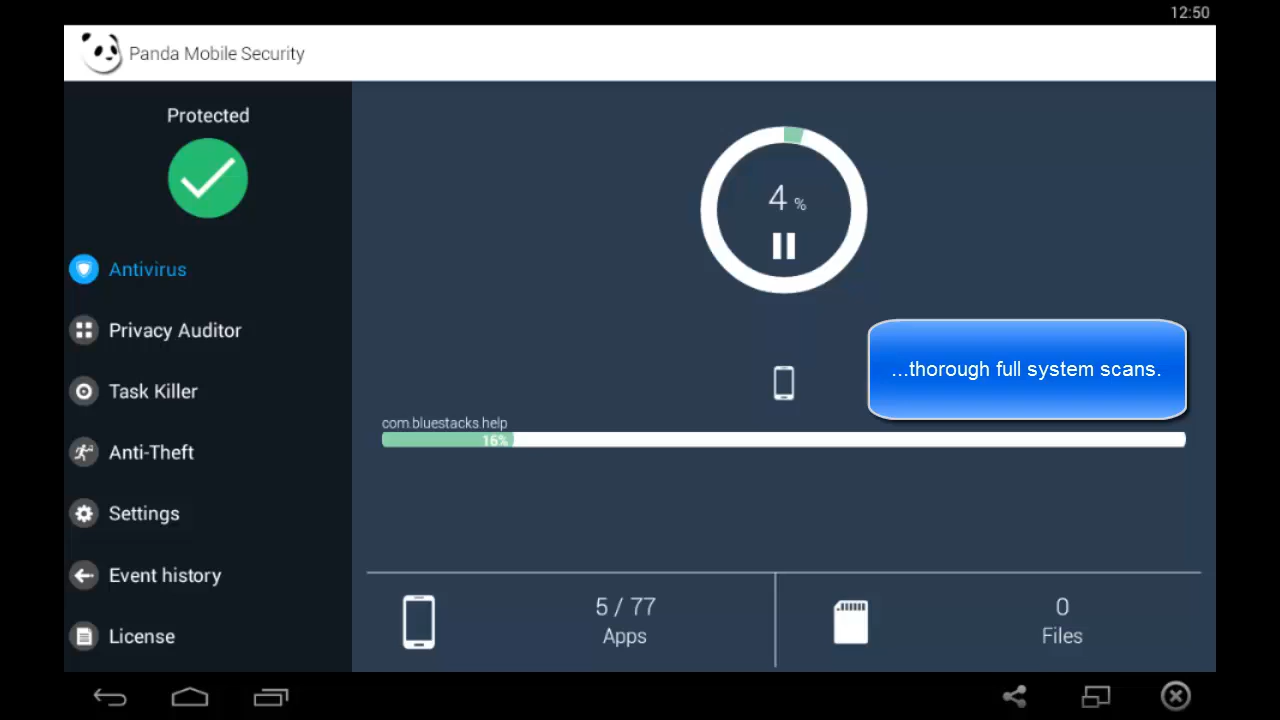 12:50
Panda Mobile Security
Protected
Antivirus
Privacy Auditor
Task Killer
Anti-Theft
Settings
Event history
License
4 %
...thorough full system scans.
com.bluestacks.help
16%
5 / 77
Apps
0
Files